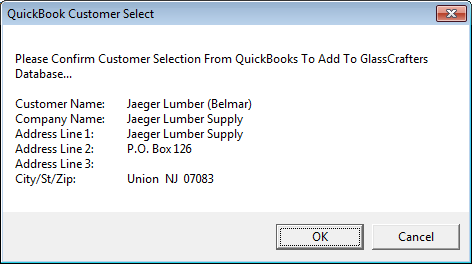 QuickBook Customer Select
Please Confirm Customer Selection From QuickBooks To Add To GlassCrafters
Database...
Customer Name: Jaeger Lumber (Belmar)
Company Name: Jaeger Lumber Supply
Address Line 1: Jaeger Lumber Supply
Address Line 2: P.O. Box 126
Address Line 3:
City/St/Zip: Union NJ 07083
OK Cancel